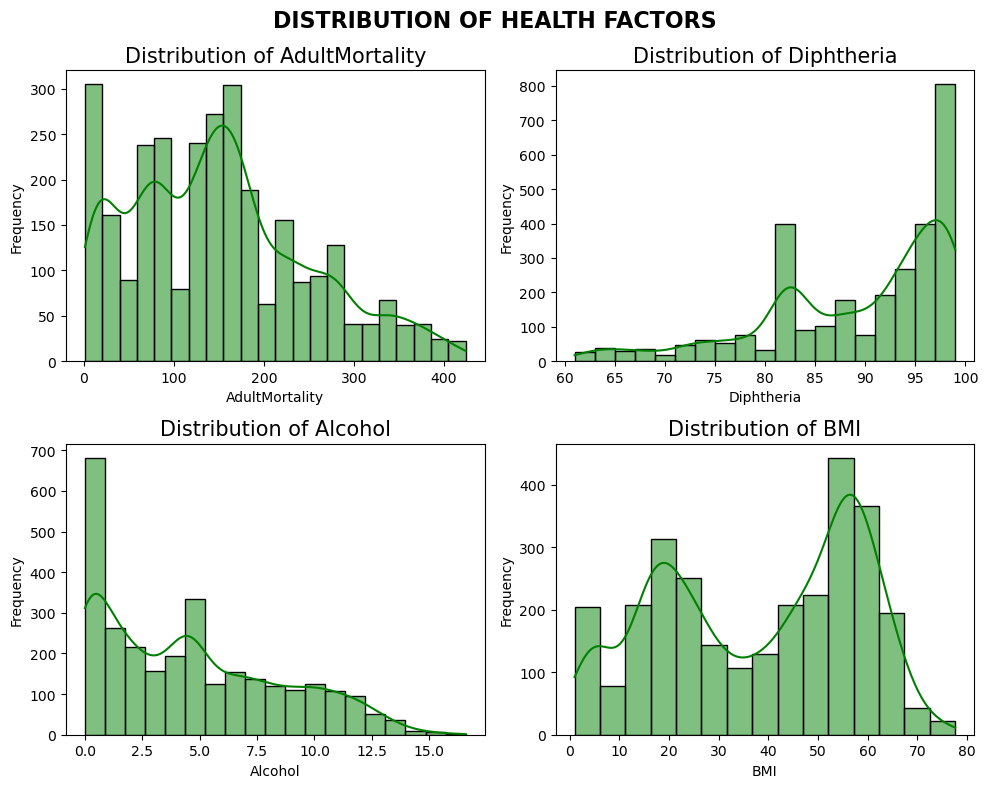 DISTRIBUTION OF HEALTH FACTORS
Distribution of AdultMortality
300
250
200
150
100
50
0
Frequency
0 100 200 300 400
AdultMortality
Distribution of Diphtheria
800
700
600
500
400
300
200
100
0
Frequency
60 65 70 75 80 85 90 95 100
Diphtheria
Distribution of Alcohol
700
600
500
400
300
200
100
0
Frequency
0.0 2.5 5.0 7.5 10.0 12.5 15.0
Alcohol
Distribution of BMI
400
300
200
100
0
Frequency
0 10 20 30 40 50 60 70 80
BMI